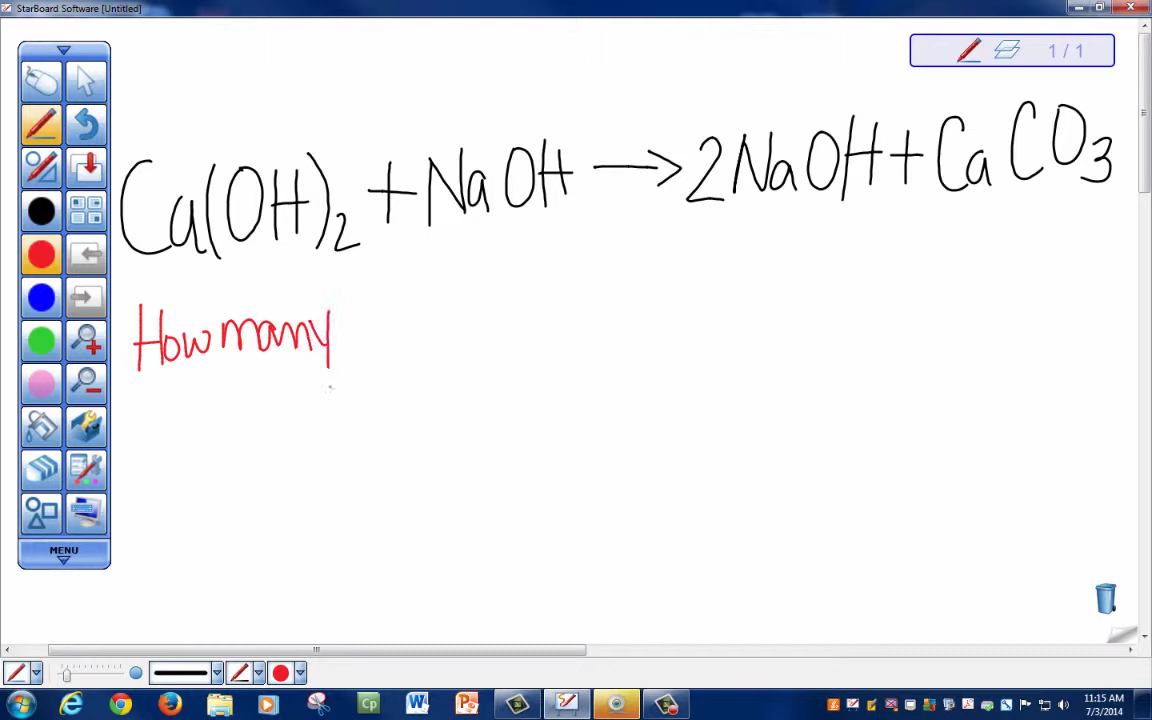 StarBoard Software [Untitled]
1 / 1
Ca(OH)₂ + NaOH → 2NaOH + CaCO₃
How many
MENU
11:15 AM
7/3/2014